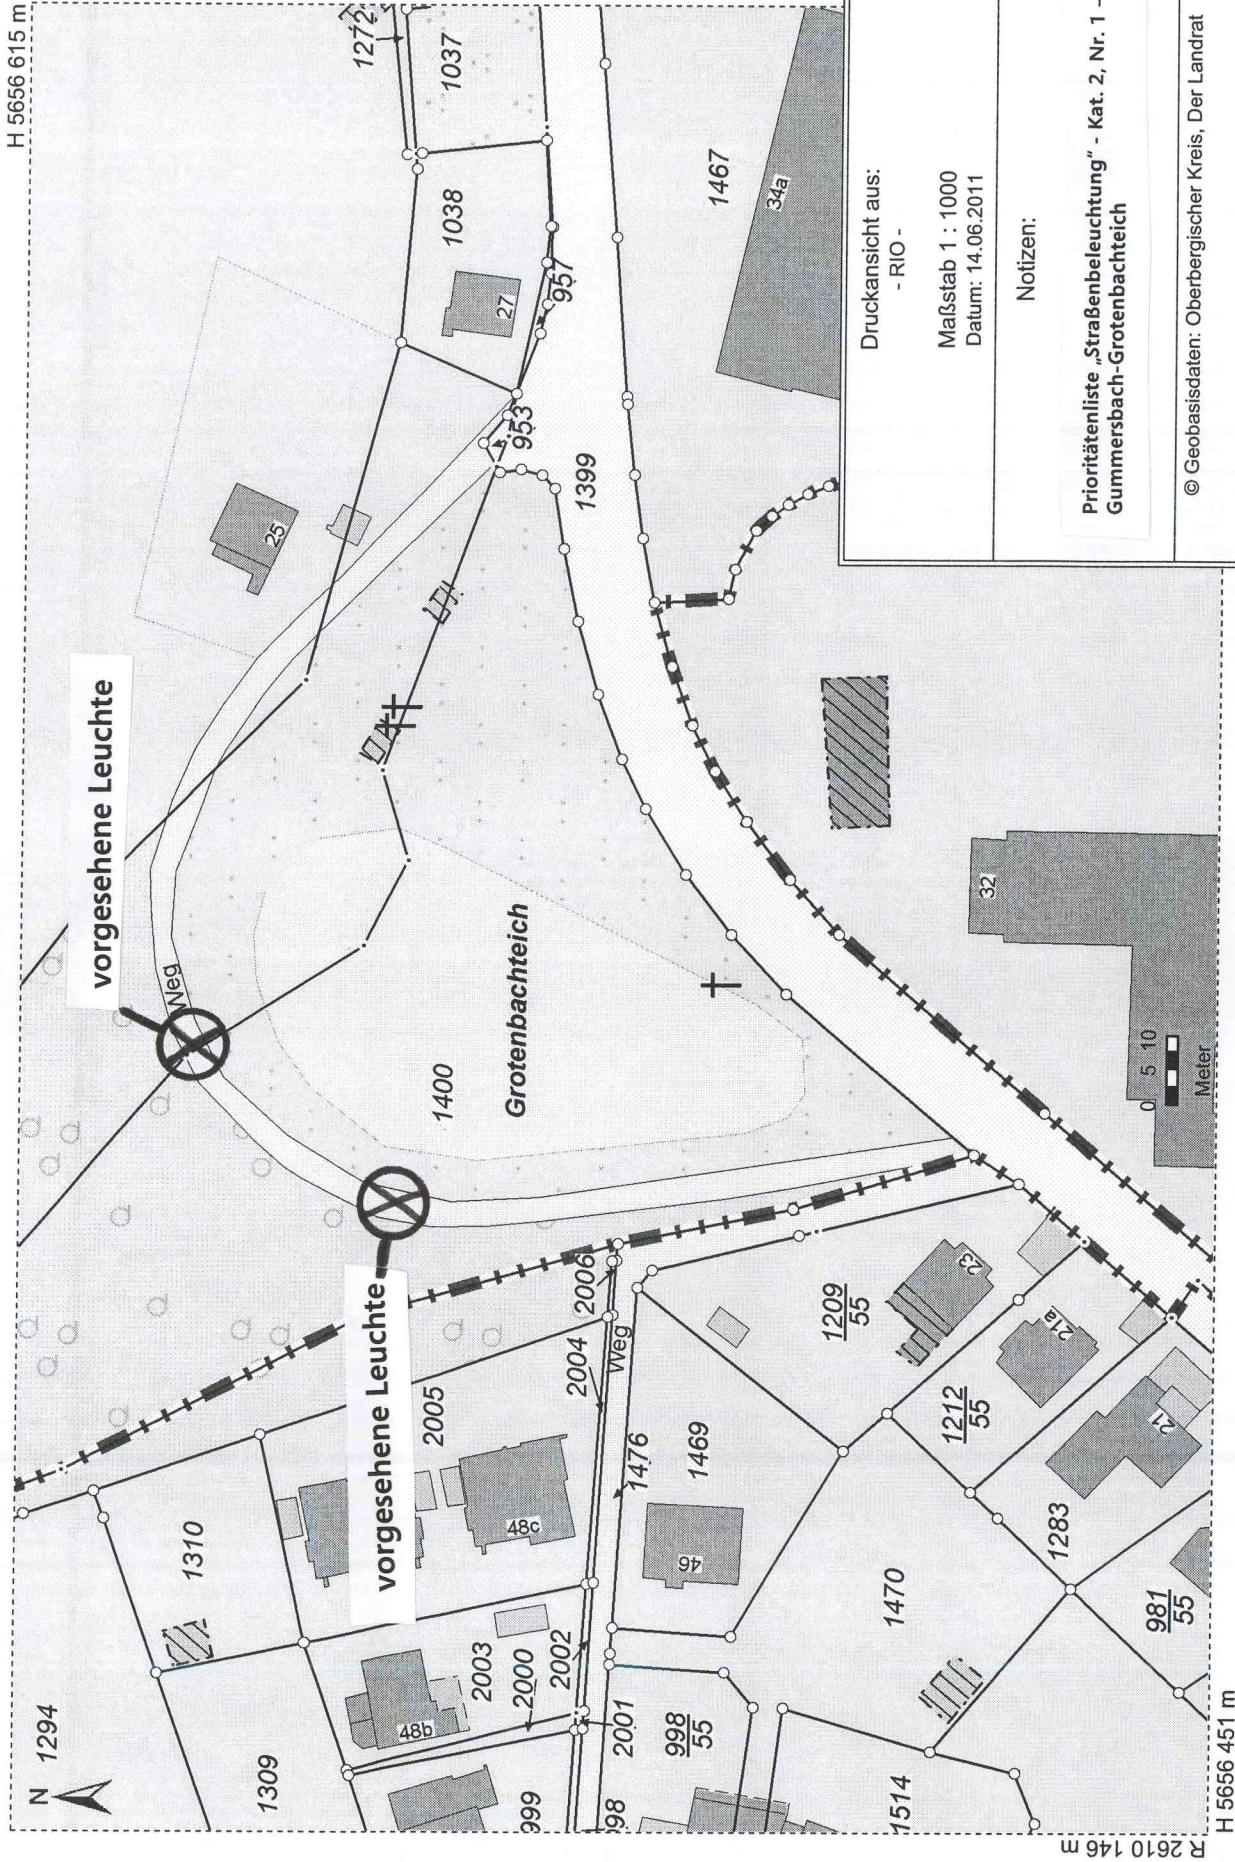 H 5656 615 m
N
1294
1309
1310
48b
2003
2000
2002
2001
999
98
998
55
1514
1470
981
55
1283
21
1212
55
21a
1209
55
23
1469
46
1476
48c
2005
2004
2006
Weg
vorgesehene Leuchte
vorgesehene Leuchte
Weg
1400
Grotenbachteich
25
27
953
957
1038
1037
1272
1399
1467
34a
32
0 5 10
Meter
R 2610 146 m
H 5656 451 m
Druckansicht aus:
- RIO -
Maßstab 1 : 1000
Datum: 14.06.2011
Notizen:
Prioritätenliste „Straßenbeleuchtung“ - Kat. 2, Nr. 1 -
Gummersbach-Grotenbachteich
© Geobasisdaten: Oberbergischer Kreis, Der Landrat